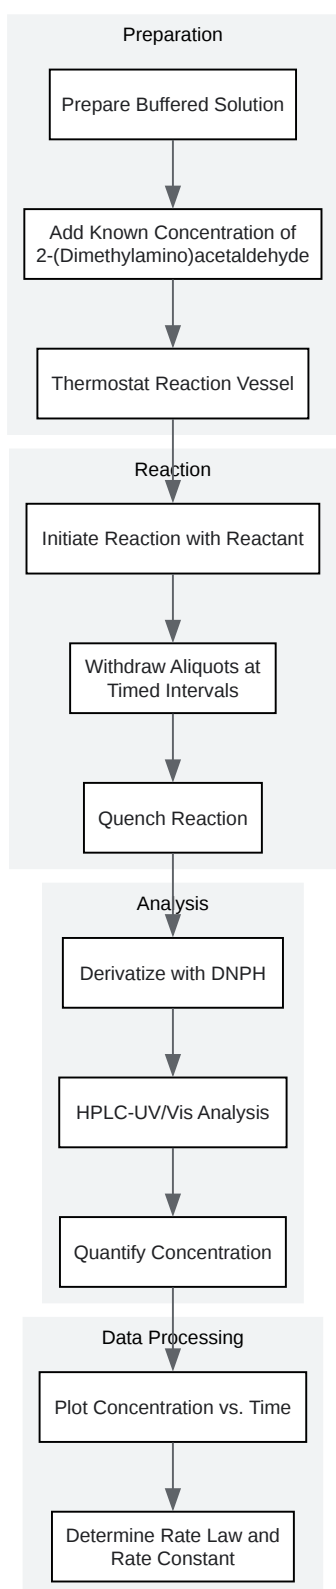 Preparation
Prepare Buffered Solution
Add Known Concentration of
2-(Dimethylamino)acetaldehyde
Thermostat Reaction Vessel
Reaction
Initiate Reaction with Reactant
Withdraw Aliquots at
Timed Intervals
Quench Reaction
Analysis
Derivatize with DNPH
HPLC-UV/Vis Analysis
Quantify Concentration
Data Processing
Plot Concentration vs. Time
Determine Rate Law and
Rate Constant